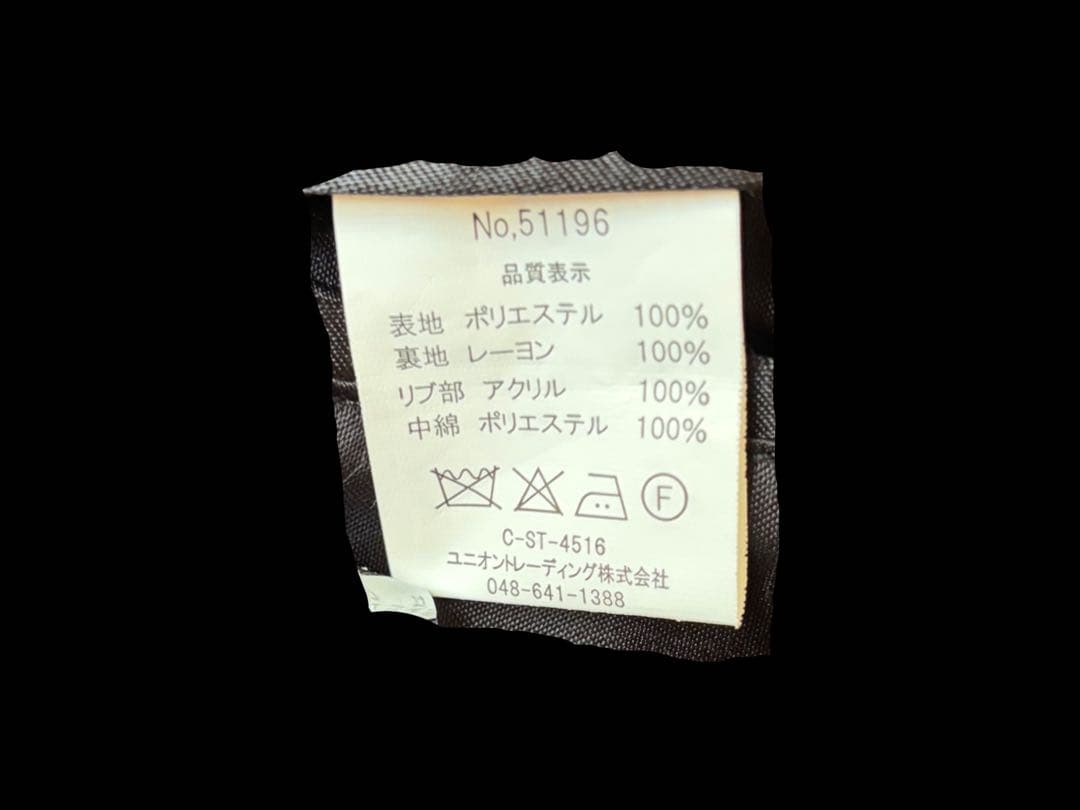 No,51196
品質表示
表地 ポリエステル 100%
裏地 レーヨン 100%
リブ部 アクリル 100%
中綿 ポリエステル 100%
F
C-ST-4516
ユニオントレーディング株式会社
048-641-1388